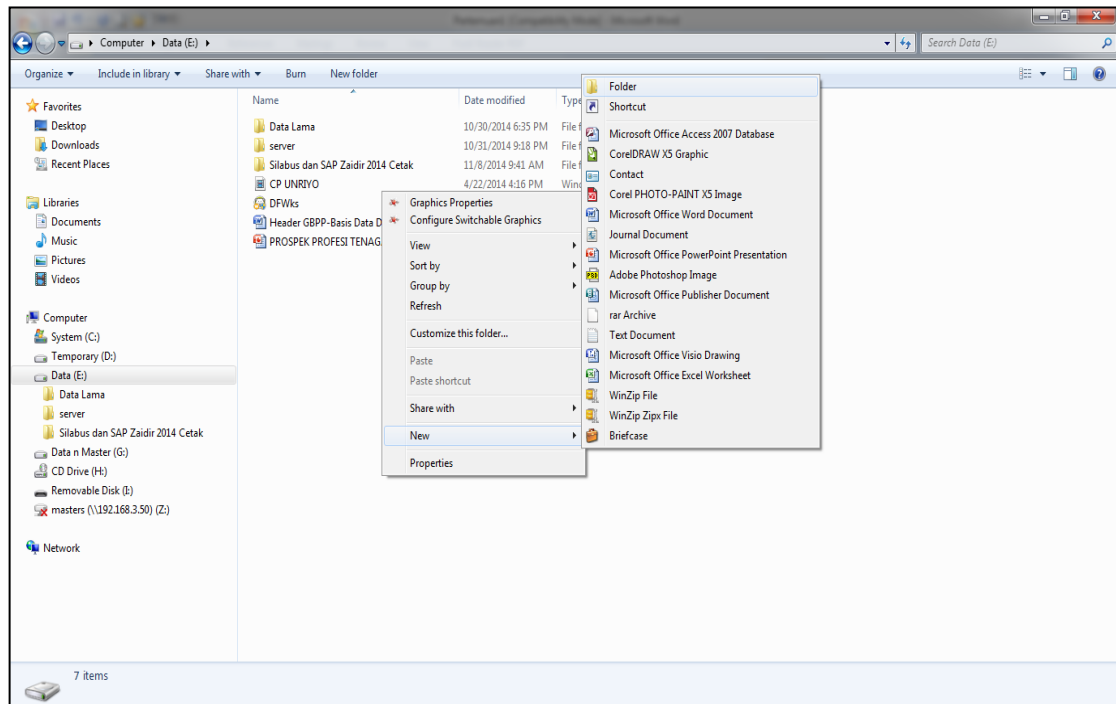 Computer Data (E:)
Search Data (E:)
Organize Include in library Share with Burn New folder
Favorites
Desktop
Downloads
Recent Places
Libraries
Documents
Music
Pictures
Videos
Computer
System (C:)
Temporary (D:)
Data (E:)
Data Lama
server
Silabus dan SAP Zaidir 2014 Cetak
Data n Master (G:)
CD Drive (H:)
Removable Disk (I:)
masters (\\192.168.3.50) (Z:)
Network
Name Date modified Type
Data Lama 10/30/2014 6:35 PM File f
server 10/31/2014 9:18 PM File f
Silabus dan SAP Zaidir 2014 Cetak 11/8/2014 9:41 AM File f
CP UNRIYO 4/22/2014 4:16 PM Winc
DFWks
Header GBPP-Basis Data D
PROSPEK PROFESI TENAG
Graphics Properties
Configure Switchable Graphics
View
Sort by
Group by
Refresh
Customize this folder...
Paste
Paste shortcut
Share with
New
Properties
Folder
Shortcut
Microsoft Office Access 2007 Database
CorelDRAW X5 Graphic
Contact
Corel PHOTO-PAINT X5 Image
Microsoft Office Word Document
Journal Document
Microsoft Office PowerPoint Presentation
Adobe Photoshop Image
Microsoft Office Publisher Document
rar Archive
Text Document
Microsoft Office Visio Drawing
Microsoft Office Excel Worksheet
WinZip File
WinZip Zipx File
Briefcase
7 items